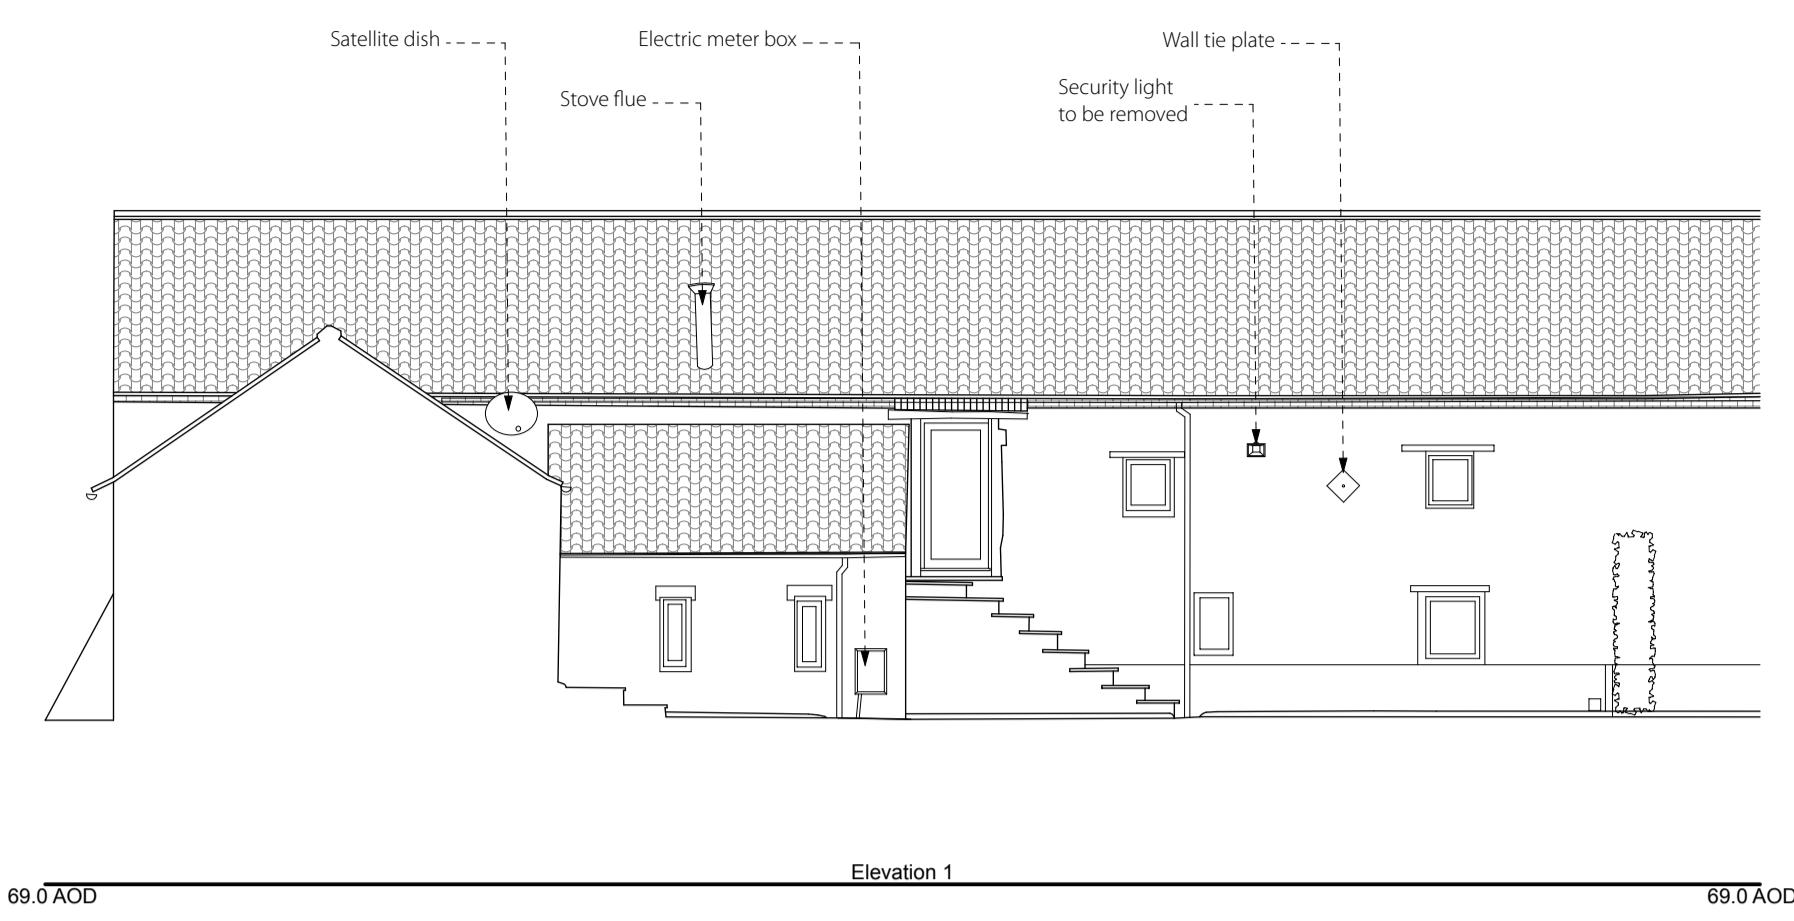 Satellite dish
Electric meter box
Wall tie plate
Stove flue
Security light
to be removed
Elevation 1
69.0 AOD
69.0 AOD